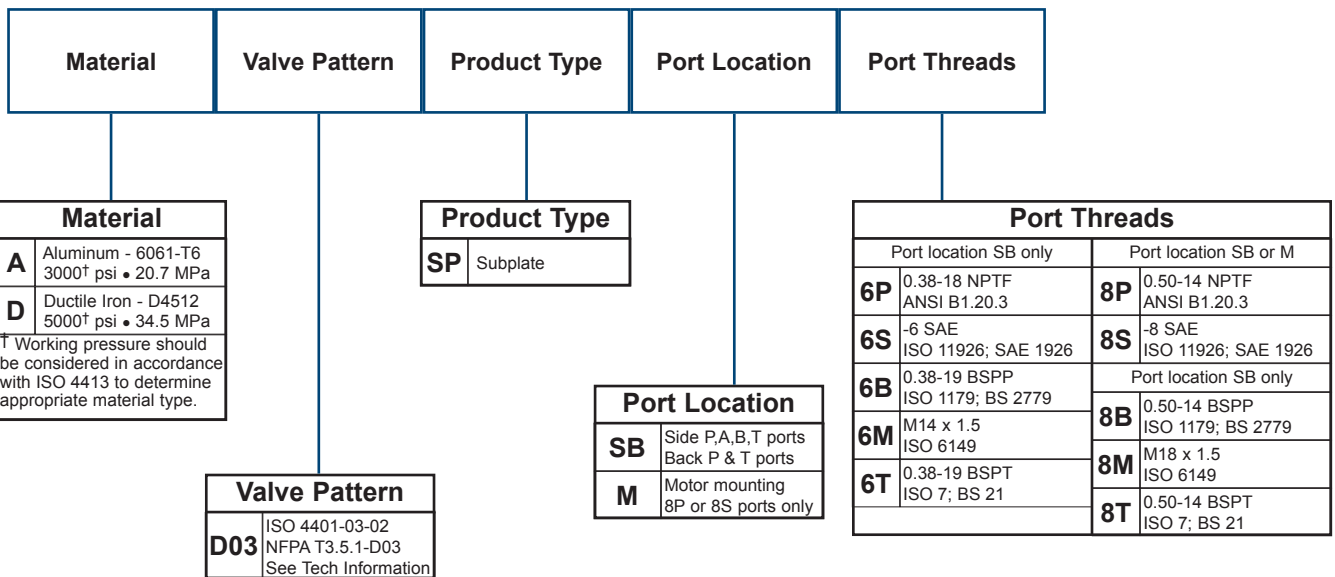 Material
Valve Pattern
Product Type
Port Location
Port Threads
Material
A
Aluminum - 6061-T6
3000† psi • 20.7 MPa
D
Ductile Iron - D4512
5000† psi • 34.5 MPa
† Working pressure should
be considered in accordance
with ISO 4413 to determine
appropriate material type.
Valve Pattern
D03
ISO 4401-03-02
NFPA T3.5.1-D03
See Tech Information
Product Type
SP
Subplate
Port Location
SB
Side P,A,B,T ports
Back P & T ports
M
Motor mounting
8P or 8S ports only
Port Threads
Port location SB only
6P
0.38-18 NPTF
ANSI B1.20.3
6S
-6 SAE
ISO 11926; SAE 1926
6B
0.38-19 BSPP
ISO 1179; BS 2779
6M
M14 x 1.5
ISO 6149
6T
0.38-19 BSPT
ISO 7; BS 21
Port location SB or M
8P
0.50-14 NPTF
ANSI B1.20.3
8S
-8 SAE
ISO 11926; SAE 1926
Port location SB only
8B
0.50-14 BSPP
ISO 1179; BS 2779
8M
M18 x 1.5
ISO 6149
8T
0.50-14 BSPT
ISO 7; BS 21